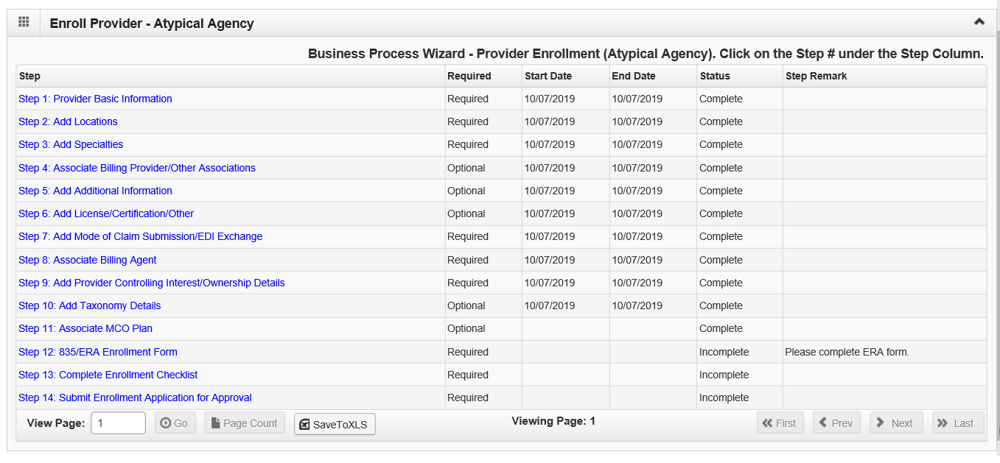 Enroll Provider - Atypical Agency
Business Process Wizard - Provider Enrollment (Atypical Agency). Click on the Step # under the Step Column.
Step Required Start Date End Date Status Step Remark
Step 1: Provider Basic Information Required 10/07/2019 10/07/2019 Complete
Step 2: Add Locations Required 10/07/2019 10/07/2019 Complete
Step 3: Add Specialties Required 10/07/2019 10/07/2019 Complete
Step 4: Associate Billing Provider/Other Associations Optional 10/07/2019 10/07/2019 Complete
Step 5: Add Additional Information Optional 10/07/2019 10/07/2019 Complete
Step 6: Add License/Certification/Other Optional 10/07/2019 10/07/2019 Complete
Step 7: Add Mode of Claim Submission/EDI Exchange Required 10/07/2019 10/07/2019 Complete
Step 8: Associate Billing Agent Required 10/07/2019 10/07/2019 Complete
Step 9: Add Provider Controlling Interest/Ownership Details Required 10/07/2019 10/07/2019 Complete
Step 10: Add Taxonomy Details Optional 10/07/2019 10/07/2019 Complete
Step 11: Associate MCO Plan Optional Complete
Step 12: 835/ERA Enrollment Form Required Incomplete Please complete ERA form.
Step 13: Complete Enrollment Checklist Required Incomplete
Step 14: Submit Enrollment Application for Approval Required Incomplete
View Page: 1 Go Page Count SaveToXLS Viewing Page: 1 First Prev Next Last